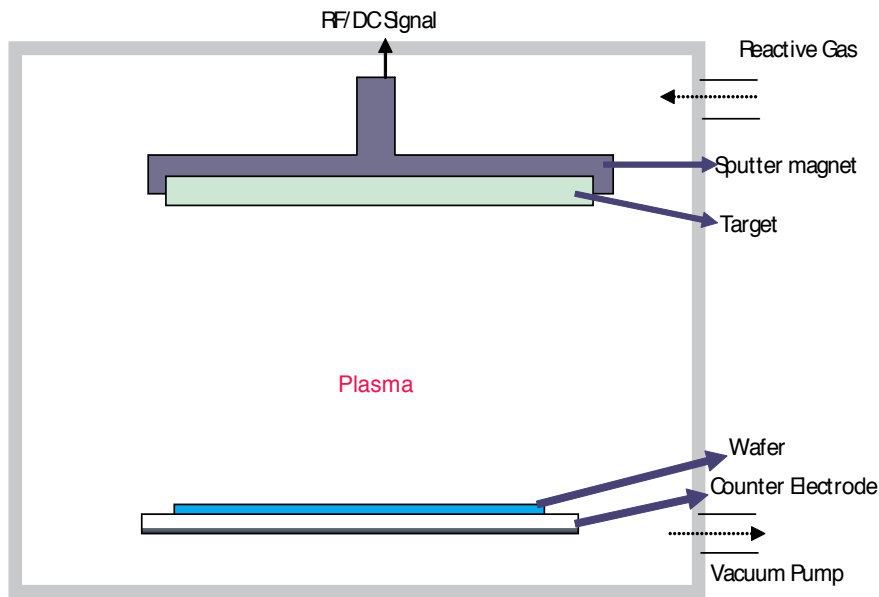 RF/DC Signal
Reactive Gas
Sputter magnet
Target
Plasma
Wafer
Counter Electrode
Vacuum Pump